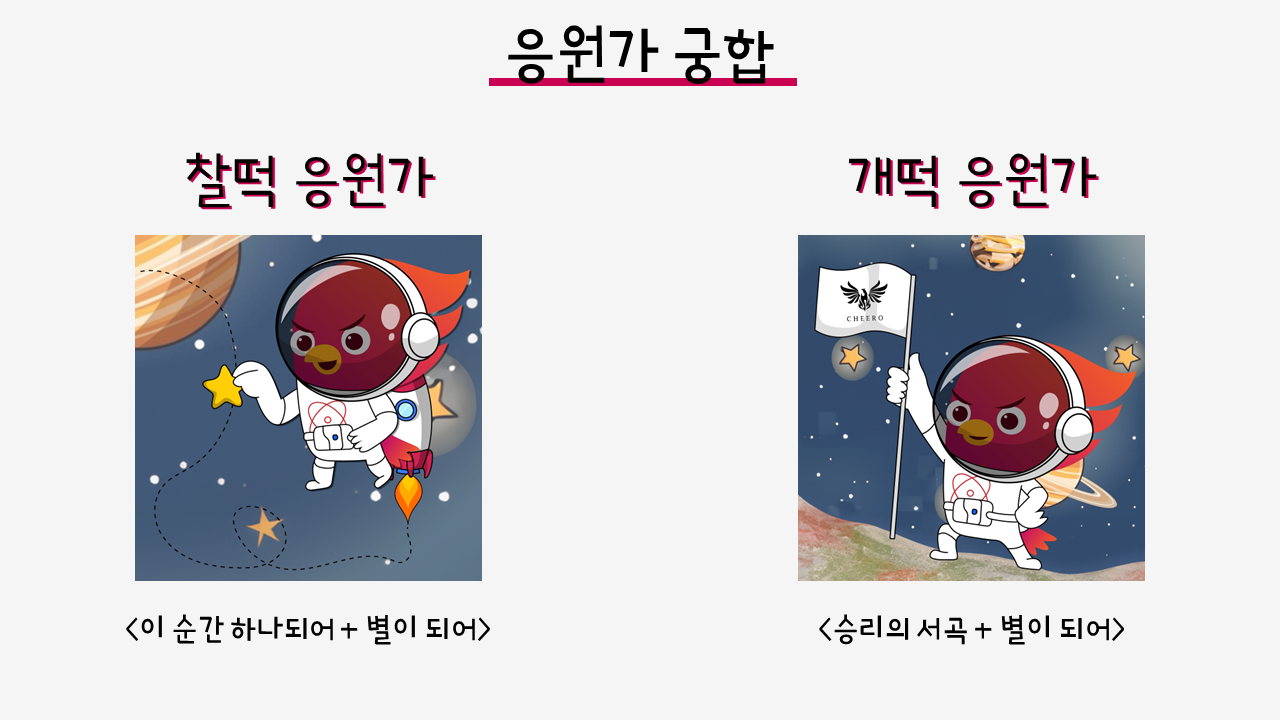 응원가 궁합
찰떡 응원가
개떡 응원가
CHEERO
<이 순간 하나되어 + 별이 되어>
<승리의 서곡 + 별이 되어>